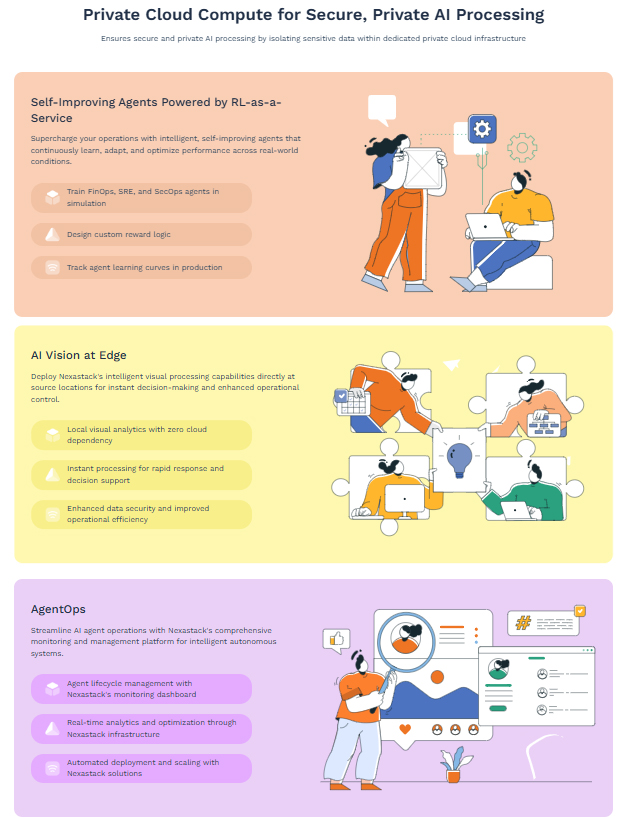 Private Cloud Compute for Secure, Private AI Processing
Ensures secure and private AI processing by isolating sensitive data within dedicated private cloud infrastructure
Self-Improving Agents Powered by RL-as-a-
Service
Supercharge your operations with intelligent, self-improving agents that
continuously learn, adapt, and optimize performance across real-world
conditions.
Train FinOps, SRE, and SecOps agents in
simulation
Design custom reward logic
Track agent learning curves in production
AI Vision at Edge
Deploy Nexastack's intelligent visual processing capabilities directly at
source locations for instant decision-making and enhanced operational
control.
Local visual analytics with zero cloud
dependency
Instant processing for rapid response and
decision support
Enhanced data security and improved
operational efficiency
AgentOps
Streamline AI agent operations with Nexastack's comprehensive
monitoring and management platform for intelligent autonomous
systems.
Agent lifecycle management with
Nexastack's monitoring dashboard
Real-time analytics and optimization through
Nexastack infrastructure
Automated deployment and scaling with
Nexastack solutions
#